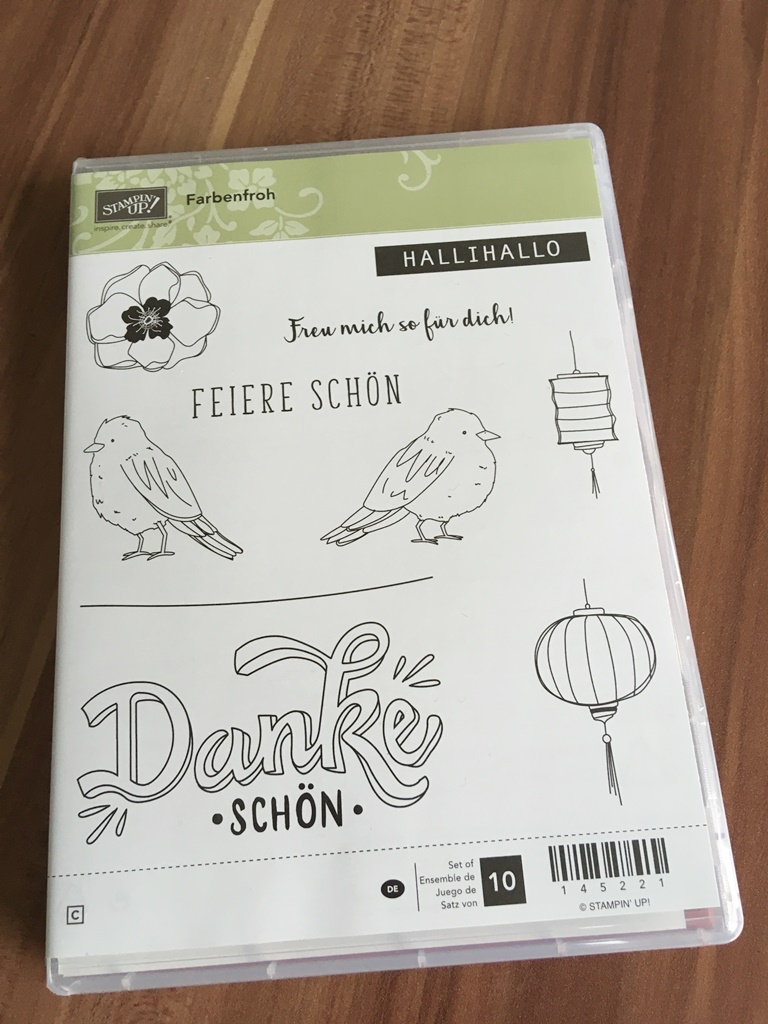 STAMPIN' UP!®
inspire. create. share.®
Farbenfroh
HALLIHALLO
Freu mich so für dich!
FEIERE SCHÖN
Danke
•SCHÖN•
C
DE
Set of
Ensemble de
Juego de
Satz von
10
145221
© STAMPIN' UP!